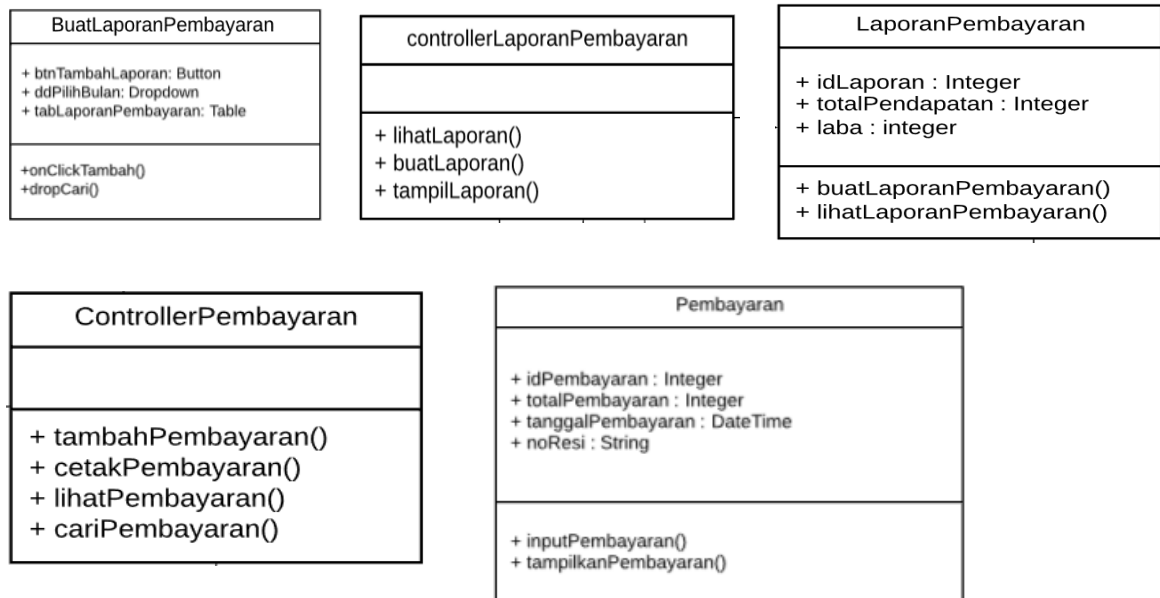 BuatLaporanPembayaran
+ btnTambahLaporan: Button
+ ddPilihBulan: Dropdown
+ tabLaporanPembayaran: Table
+onClickTambah()
+dropCari()
controllerLaporanPembayaran
+ lihatLaporan()
+ buatLaporan()
+ tampilLaporan()
LaporanPembayaran
+ idLaporan : Integer
+ totalPendapatan : Integer
+ laba : integer
+ buatLaporanPembayaran()
+ lihatLaporanPembayaran()
ControllerPembayaran
+ tambahPembayaran()
+ cetakPembayaran()
+ lihatPembayaran()
+ cariPembayaran()
Pembayaran
+ idPembayaran : Integer
+ totalPembayaran : Integer
+ tanggalPembayaran : DateTime
+ noResi : String
+ inputPembayaran()
+ tampilkanPembayaran()